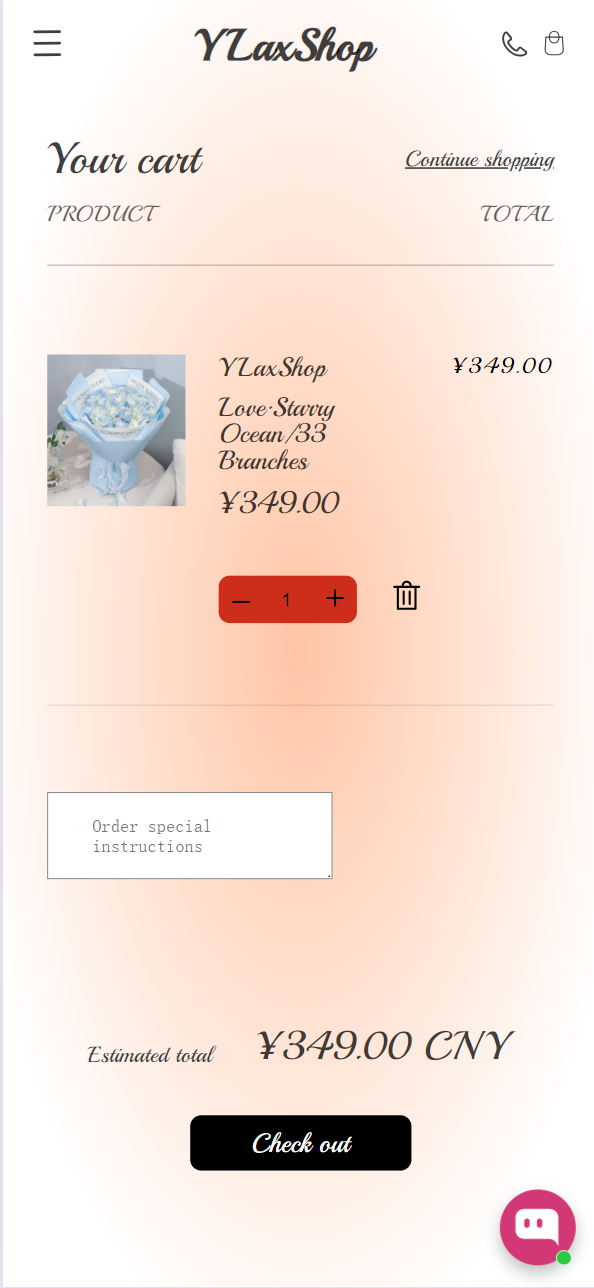 YLaxShop
Your cart
Continue shopping
PRODUCT
TOTAL
YLaxShop
¥349.00
Love·Starry
Ocean/33
Branches
¥349.00
1
Order special
instructions
Estimated total
¥349.00 CNY
Check out